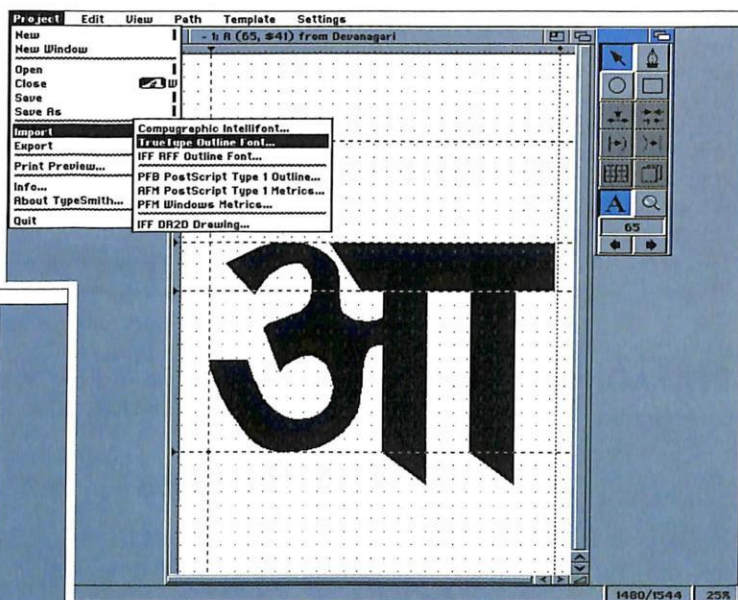 Project Edit View Path Template Settings
- 1: A (65, $41) from Devanagari
New
New Window
Open
Close W
Save
Save As
Import
Export
Print Preview...
Info...
About TypeSmith...
Quit
Compugraphic Intellifont...
TrueType Outline Font...
IFF RFF Outline Font...
PFB PostScript Type 1 Outline...
AFM PostScript Type 1 Metrics...
PFM Windows Metrics...
IFF DR2D Drawing...
आ
A
65
1480/1544 25%